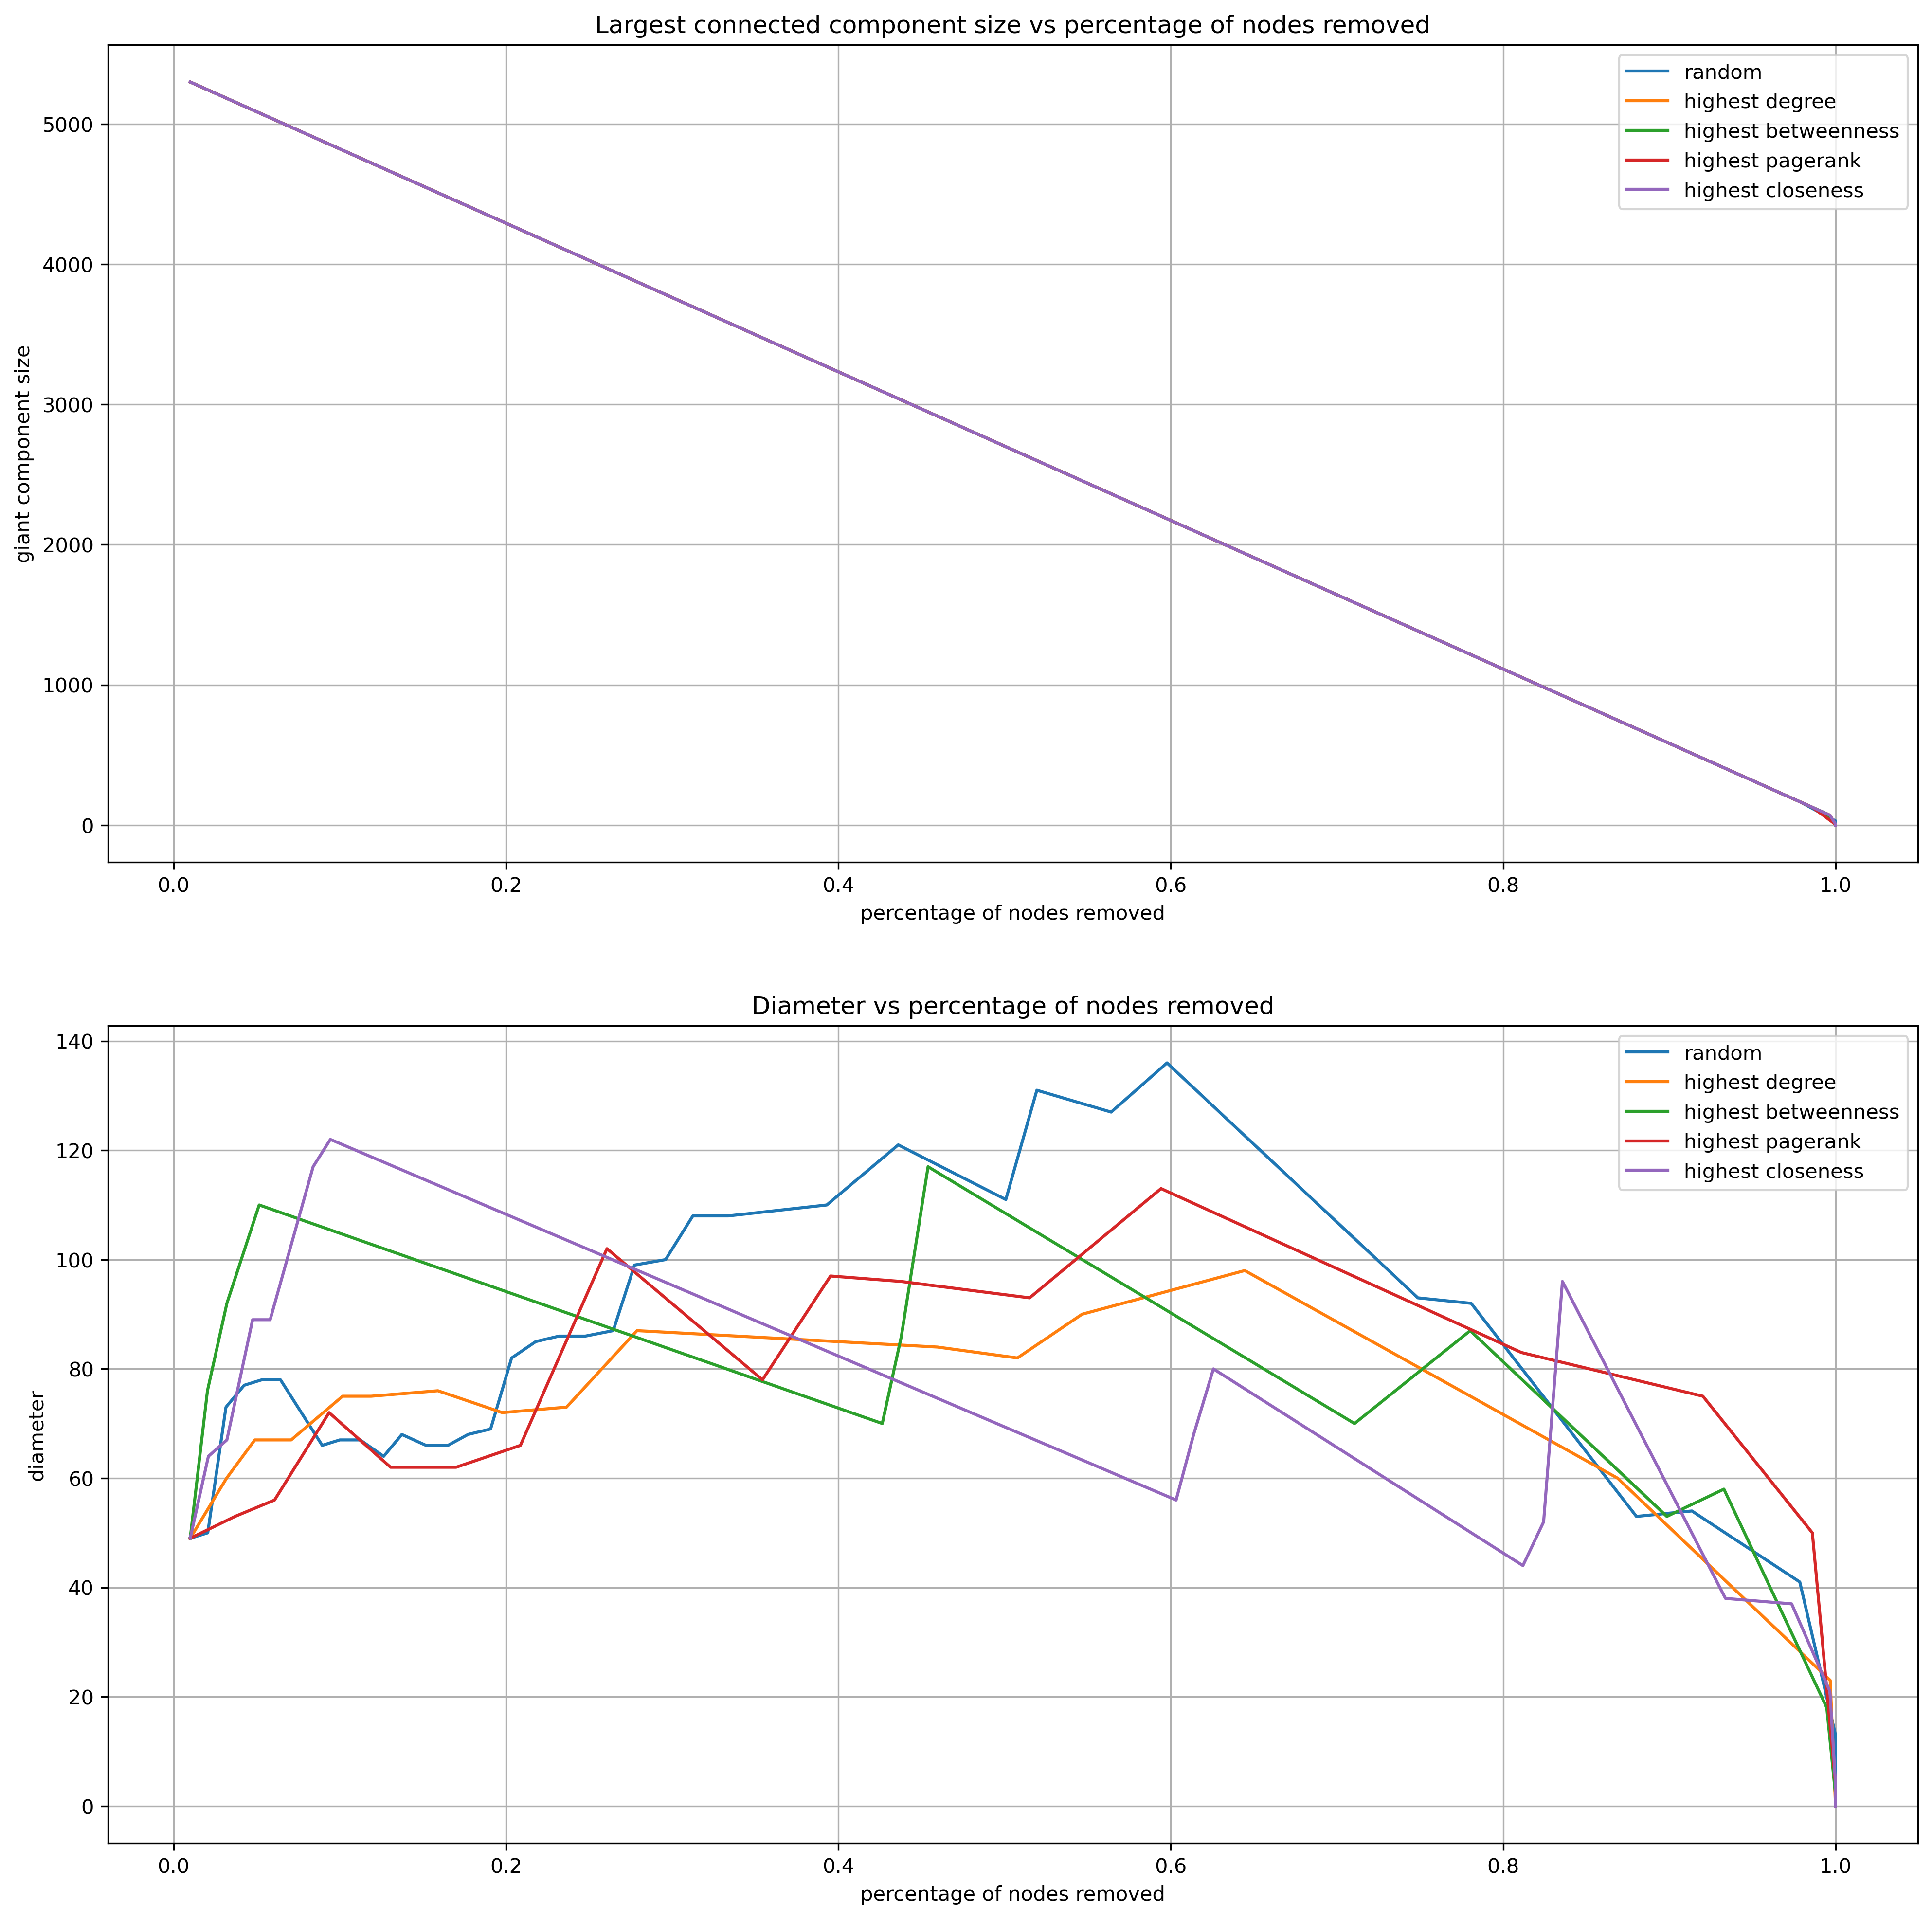 Largest connected component size vs percentage of nodes removed
random
highest degree
highest betweenness
highest pagerank
highest closeness
giant component size
5000
4000
3000
2000
1000
0
0.0 0.2 0.4 0.6 0.8 1.0
percentage of nodes removed
Diameter vs percentage of nodes removed
random
highest degree
highest betweenness
highest pagerank
highest closeness
diameter
140
120
100
80
60
40
20
0
0.0 0.2 0.4 0.6 0.8 1.0
percentage of nodes removed